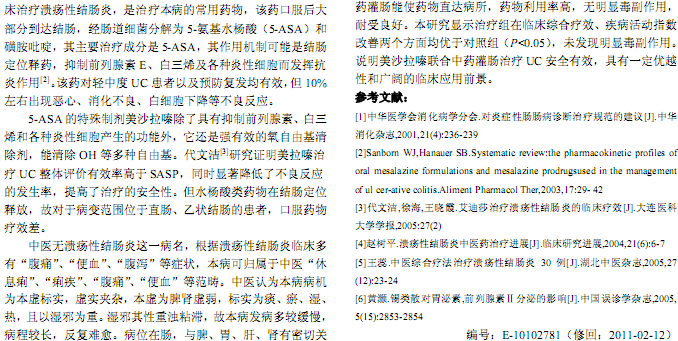 床治疗溃疡性结肠炎，是治疗本病的常用药物，该药口服后大
部分到达结肠，经肠道细菌分解为 5-氨基水杨酸（5-ASA）和
磺胺吡啶，其主要治疗成分是 5-ASA，其作用机制可能是结肠
定位释药，抑制前列腺素 E、白三烯及各种炎性细胞而发挥抗
炎作用[2]。该药对轻中度 UC 患者以及预防复发均有效，但 10%
左右出现恶心、消化不良、白细胞下降等不良反应。
5-ASA 的特殊制剂美沙拉嗪除了具有抑制前列腺素、白三
烯和各种炎性细胞产生的功能外，它还是强有效的氧自由基清
除剂，能清除 OH 等多种自由基。代文洁[3]研究证明美拉嗪治
疗 UC 整体评价有效率高于 SASP，同时显著降低了不良反应
的发生率，提高了治疗的安全性。但水杨酸类药物在结肠定位
释放，故对于病变范围位于直肠、乙状结肠的患者，口服药物
疗效差。
中医无溃疡性结肠炎这一病名，根据溃疡性结肠炎临床多
有“腹痛”、“便血”、“腹泻”等症状，本病可归属于中医“休
息痢”、“痢疾”、“腹痛”、“便血”等范畴。中医认为本病病机
为本虚标实，虚实夹杂，本虚为脾肾虚弱，标实为痰、瘀、湿、
热，且以湿邪为重。湿邪其性重浊粘滞，故本病发病多较缓慢，
病程较长，反复难愈。病位在肠，与脾、胃、肝、肾有密切关
药灌肠能使药物直达病所，药物利用率高，无明显毒副作用，
耐受良好。本研究显示治疗组在临床综合疗效、疾病活动指数
改善两个方面均优于对照组（P<0.05），未发现明显毒副作用。
说明美沙拉嗪联合中药灌肠治疗 UC 安全有效，具有一定优越
性和广阔的临床应用前景。
参考文献：
[1]中华医学会消化病学分会.对炎症性肠肠病诊断治疗规范的建议[J].中华
消化杂志,2001,21(4):236-239
[2]Sanborn WJ,Hanauer SB.Systematic review:the pharmacokinetic profiles of
oral mesalazine formulations and mesalazine prodrugsused in the management
of ul cer-ative colitis.Aliment Pharmacol Ther,2003,17:29- 42
[3]代文洁,徐海,王晓霞.艾迪莎治疗溃疡性结肠炎的临床疗效[J].大连医科
大学学报,2005:27(2)
[4]赵树平.溃疡性结肠炎中医药治疗进展[J].临床研究进展,2004,21(6):6-7
[5]王蕊.中医综合疗法治疗溃疡性结肠炎 30 例[J].湖北中医杂志,2005,27
(12):23-24
[6]黄灏.锡类散对胃泌素,前列腺素Ⅱ分泌的影响[J].中国误诊学杂志,2005,
5(15):2853-2854
编号：E-10102781（修回：2011-02-12）